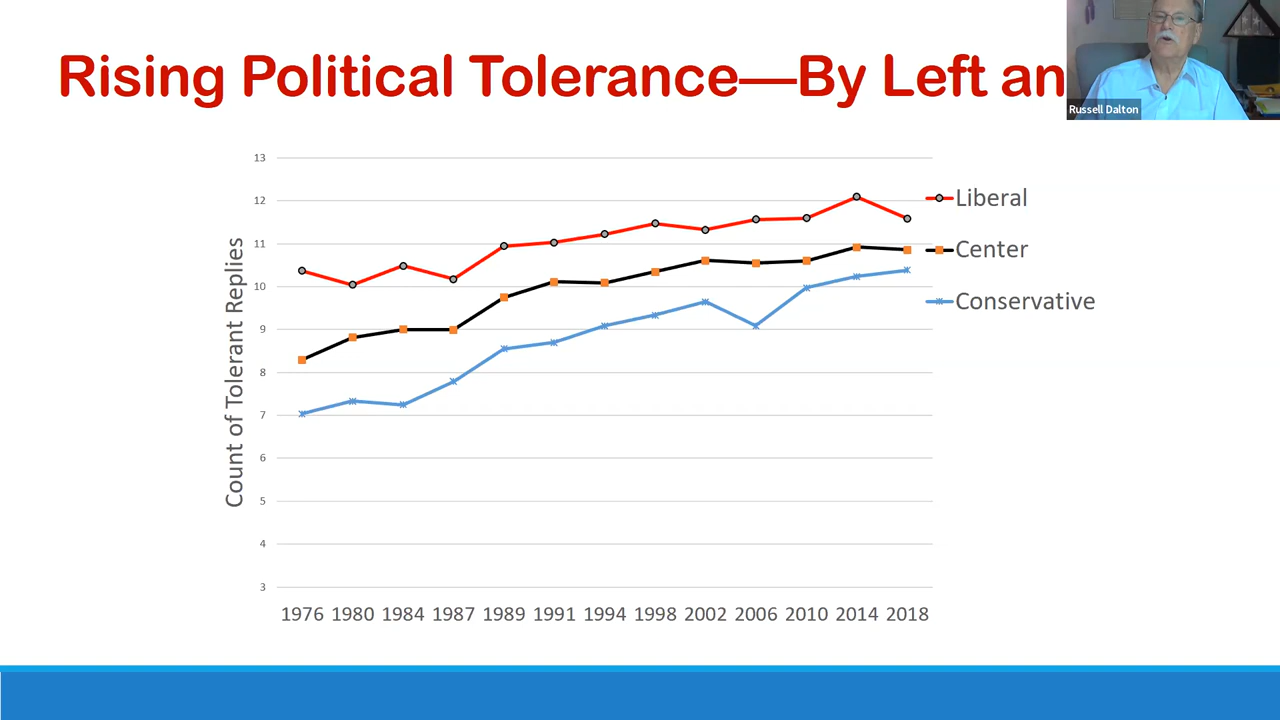 Rising Political Tolerance—By Left an
Russell Dalton
Count of Tolerant Replies
13
12
11
10
9
8
7
6
5
4
3
1976 1980 1984 1987 1989 1991 1994 1998 2002 2006 2010 2014 2018
Liberal
Center
Conservative